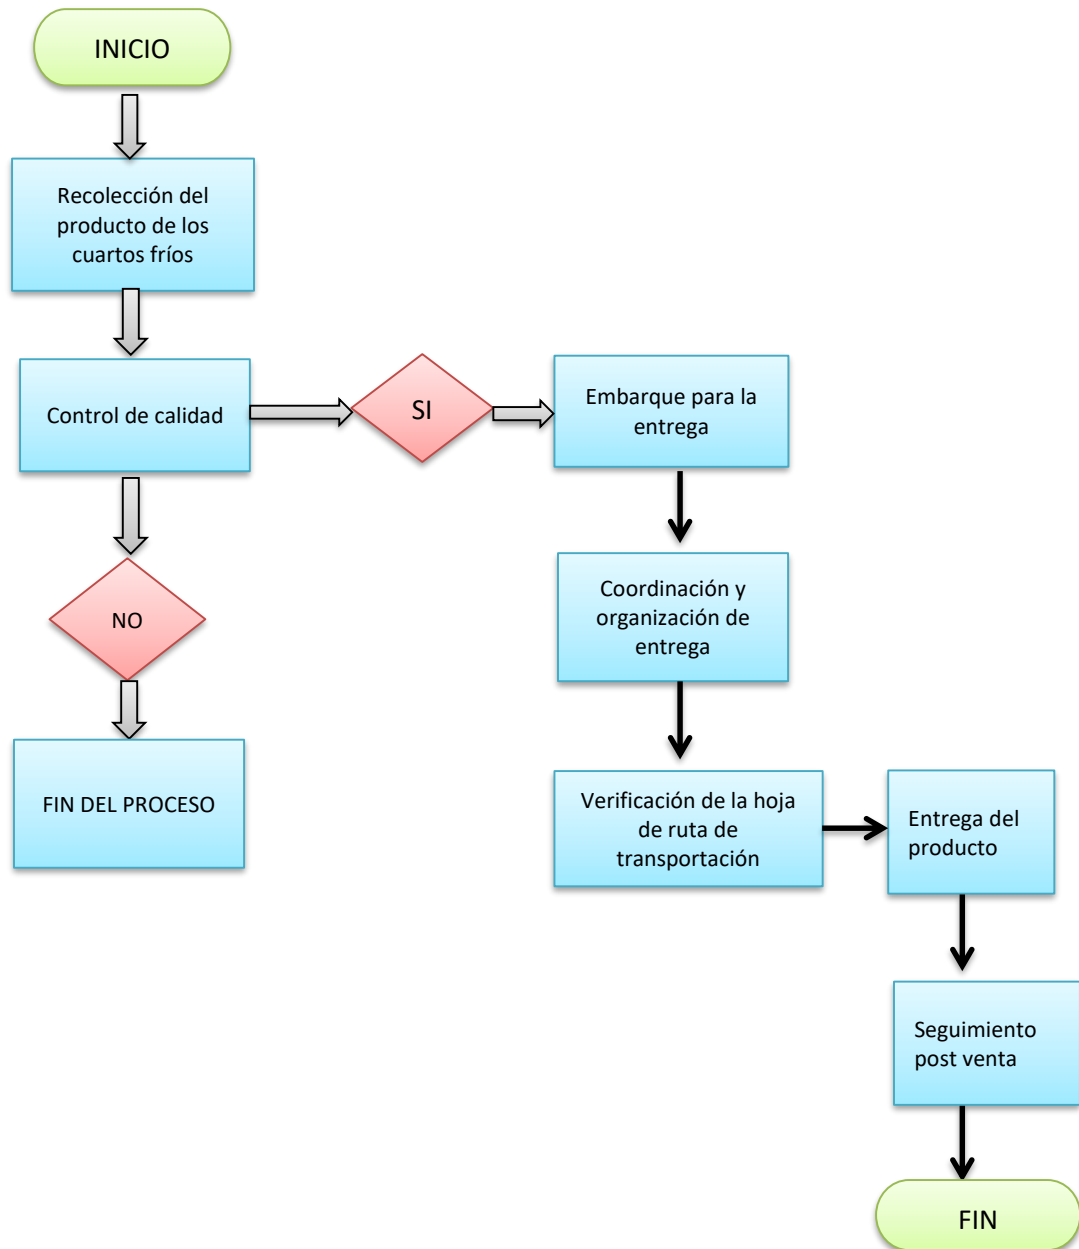 INICIO
Recolección del
producto de los
cuartos fríos
Control de calidad
SI
Embarque para la
entrega
NO
Coordinación y
organización de
entrega
FIN DEL PROCESO
Verificación de la hoja
de ruta de
transportación
Entrega del
producto
Seguimiento
post venta
FIN